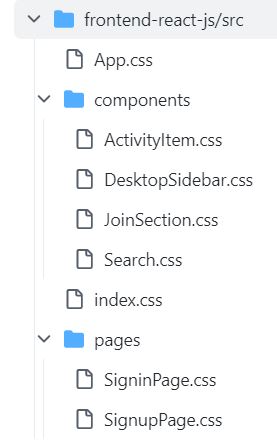 frontend-react-js/src
App.css
components
ActivityItem.css
DesktopSidebar.css
JoinSection.css
Search.css
index.css
pages
SigninPage.css
SignupPage.css